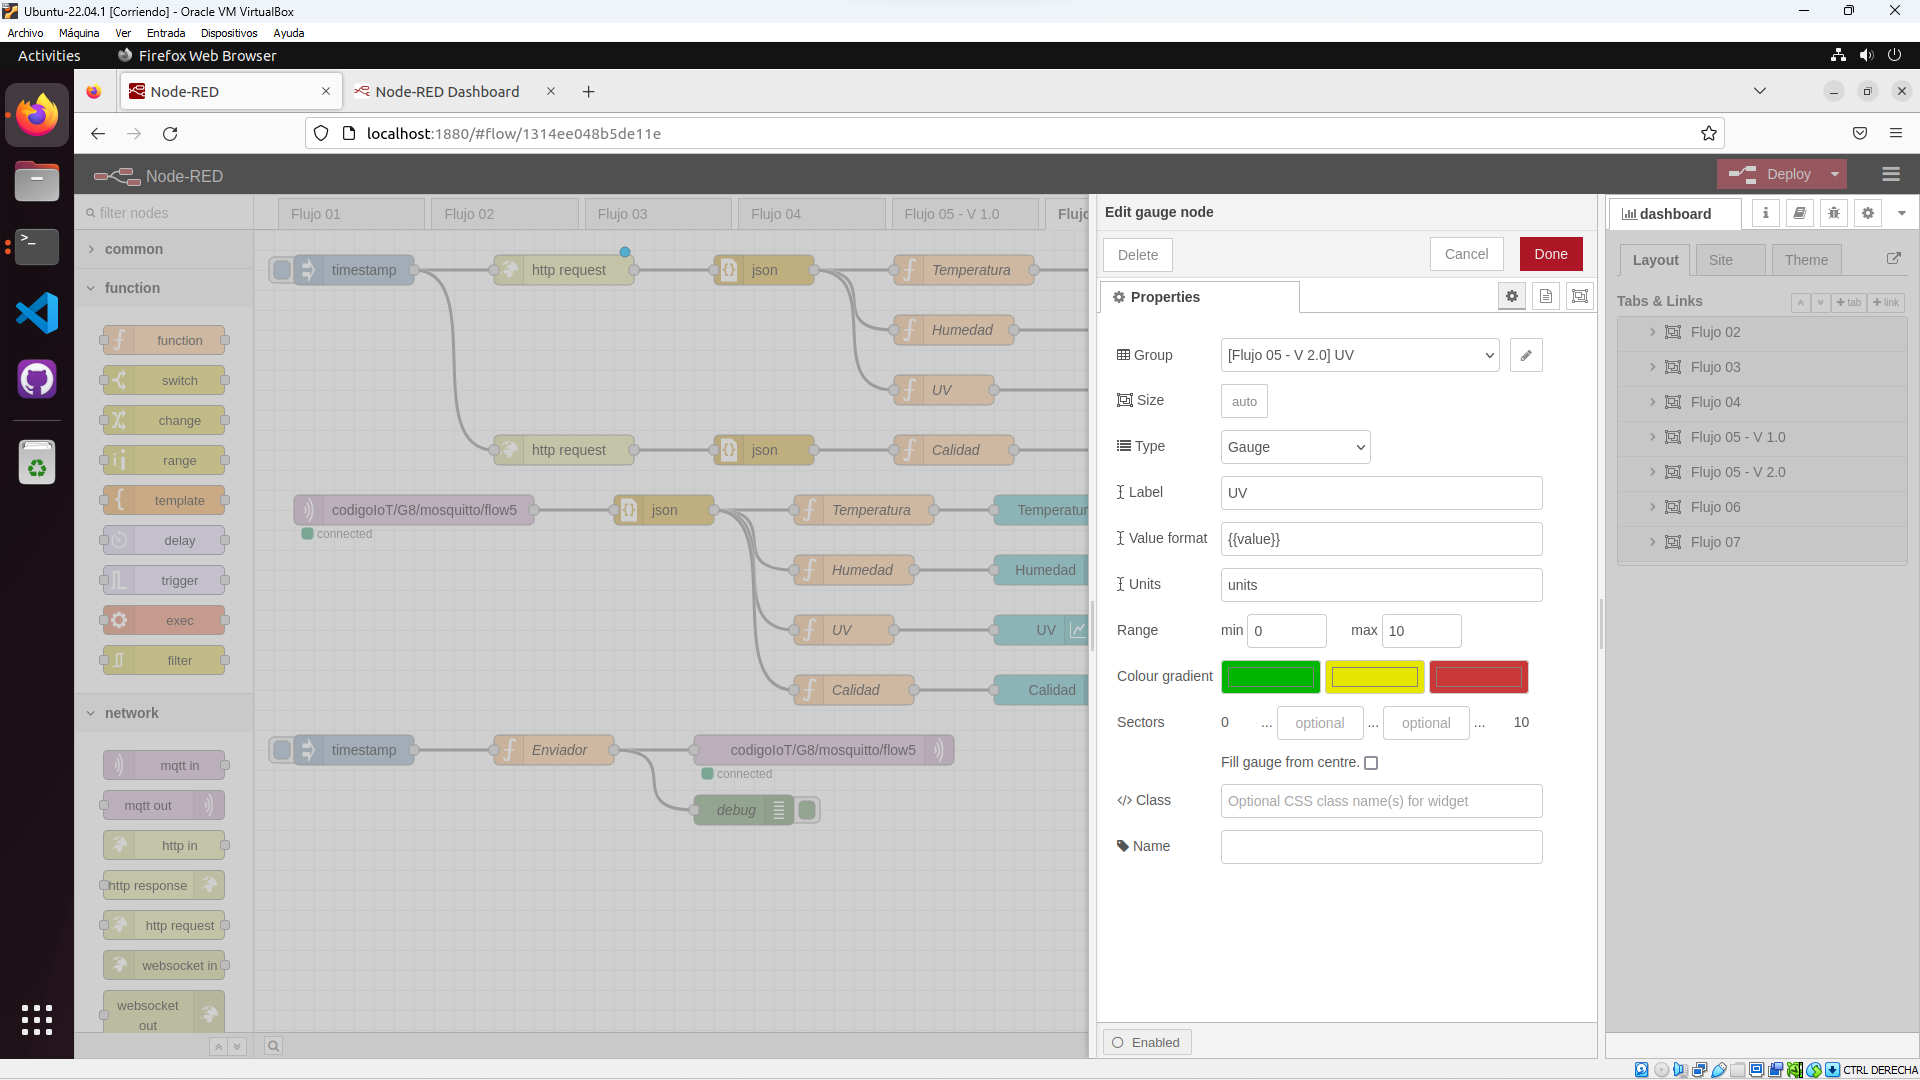 Ubuntu-22.04.1 [Corriendo] - Oracle VM VirtualBox
Archivo Máquina Ver Entrada Dispositivos Ayuda
Activities Firefox Web Browser
Node-RED Node-RED Dashboard
localhost:1880/#flow/1314ee048b5de11e
Node-RED Deploy
filter nodes
common
function
function
switch
change
range
template
delay
trigger
exec
filter
network
mqtt in
mqtt out
http in
http response
http request
websocket in
websocket
out
Flujo 01 Flujo 02 Flujo 03 Flujo 04 Flujo 05 - V 1.0
timestamp http request json Temperatura
Humedad
UV
http request json Calidad
codigoIoT/G8/mosquitto/flow5 json Temperatura
connected
Humedad Humedad
UV UV
Calidad Calidad
timestamp Enviador codigoIoT/G8/mosquitto/flow5
connected
debug
Edit gauge node
Delete Cancel Done
Properties
Group [Flujo 05 - V 2.0] UV
Size auto
Type Gauge
Label UV
Value format {{value}}
Units units
Range min 0 max 10
Colour gradient
Sectors 0 ... optional ... optional ... 10
Fill gauge from centre.
Class Optional CSS class name(s) for widget
Name
Enabled
dashboard
Layout Site Theme
Tabs & Links + tab + link
Flujo 02
Flujo 03
Flujo 04
Flujo 05 - V 1.0
Flujo 05 - V 2.0
Flujo 06
Flujo 07
CTRL DERECHA